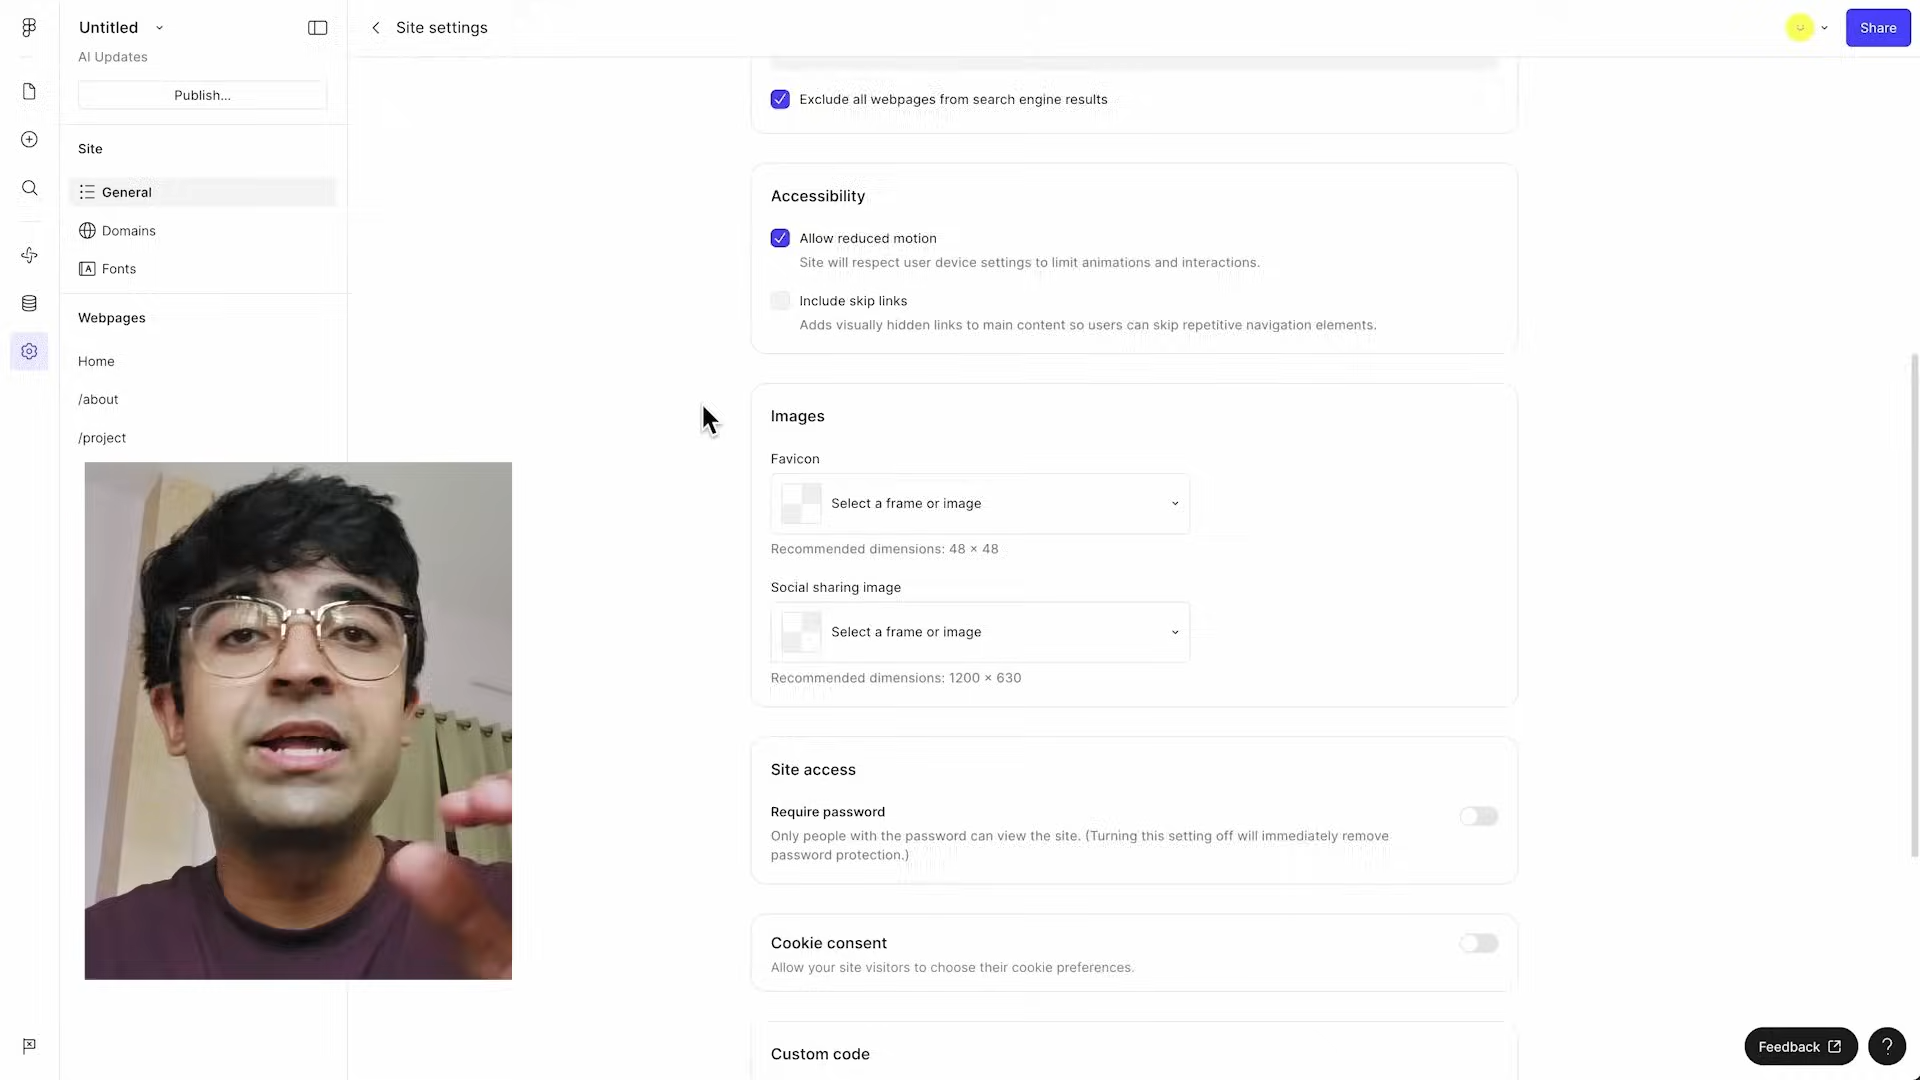 Untitled
AI Updates
Publish...
Site
General
Domains
Fonts
Webpages
Home
/about
/project
Site settings
Share
Exclude all webpages from search engine results
Accessibility
Allow reduced motion
Site will respect user device settings to limit animations and interactions.
Include skip links
Adds visually hidden links to main content so users can skip repetitive navigation elements.
Images
Favicon
Select a frame or image
Recommended dimensions: 48 × 48
Social sharing image
Select a frame or image
Recommended dimensions: 1200 × 630
Site access
Require password
Only people with the password can view the site. (Turning this setting off will immediately remove
password protection.)
Cookie consent
Allow your site visitors to choose their cookie preferences.
Custom code
Feedback
?